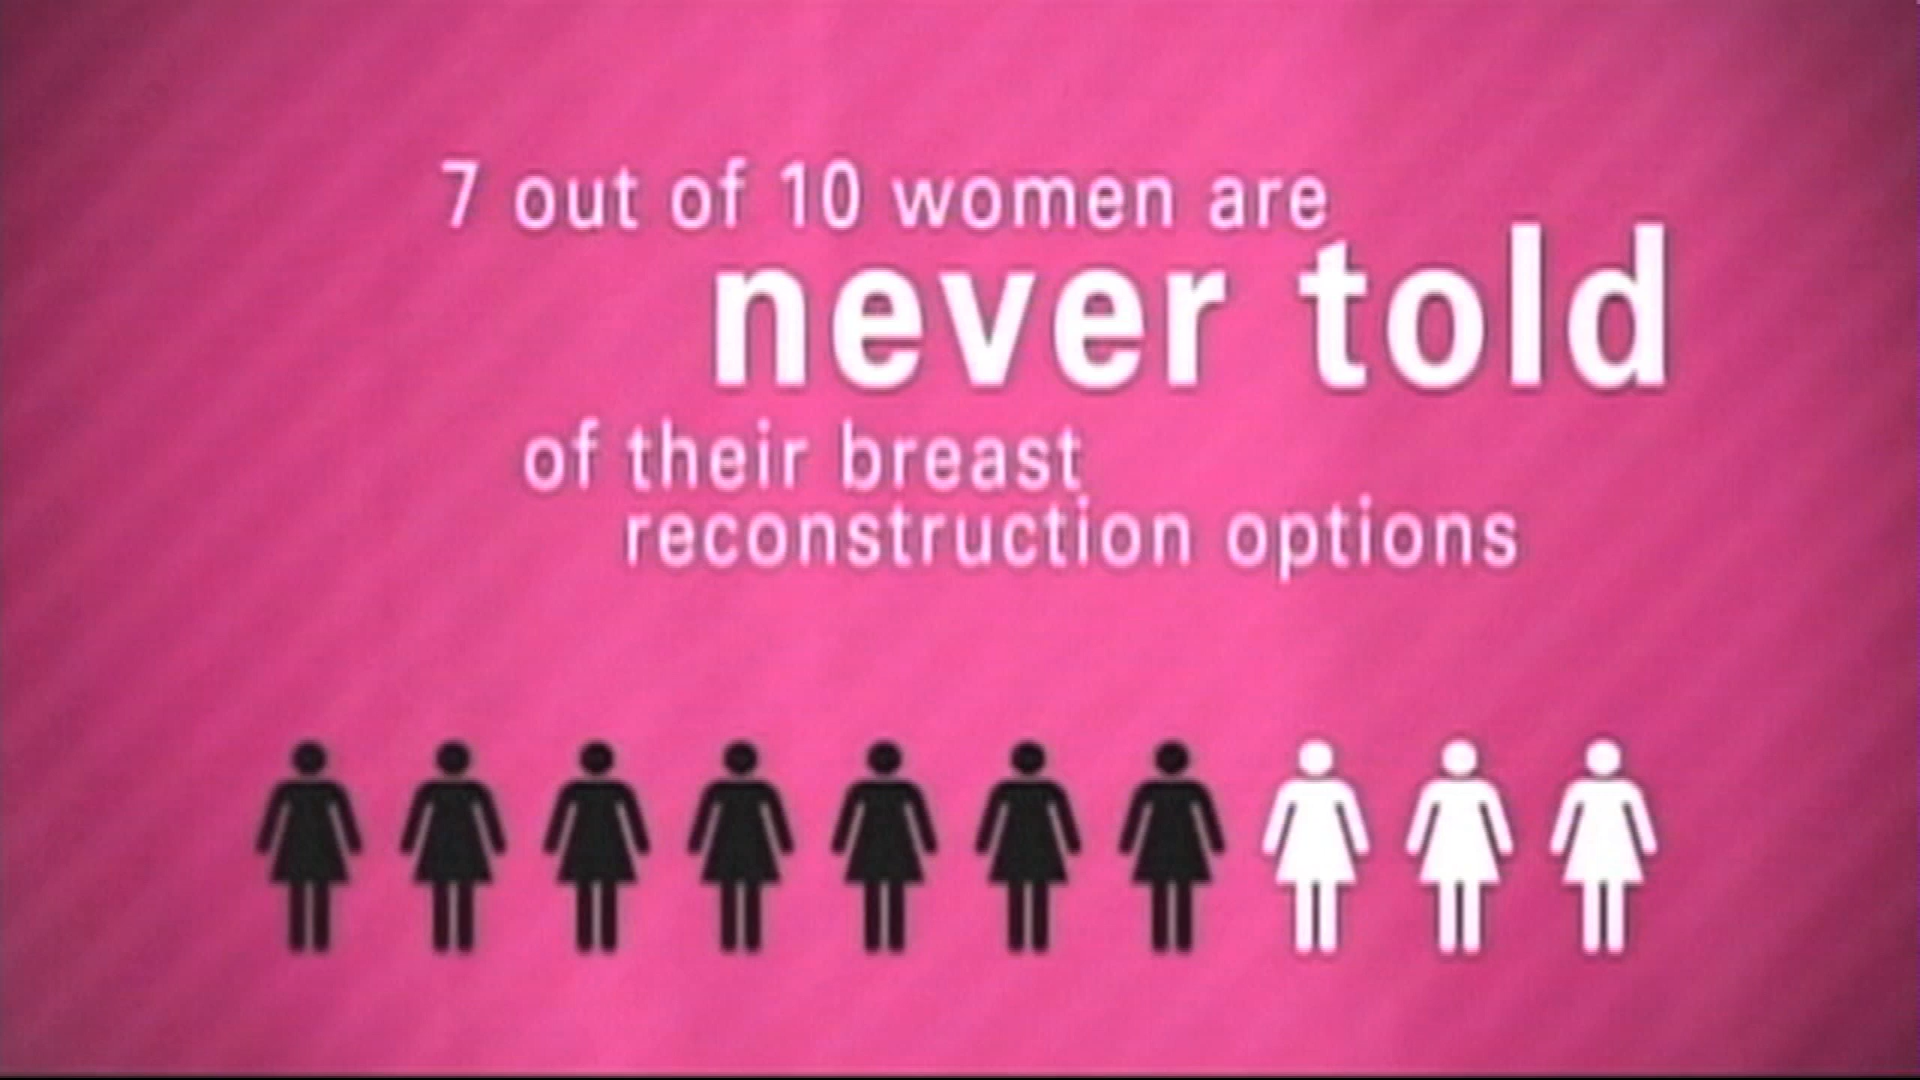 7 out of 10 women are
never told
of their breast
reconstruction options